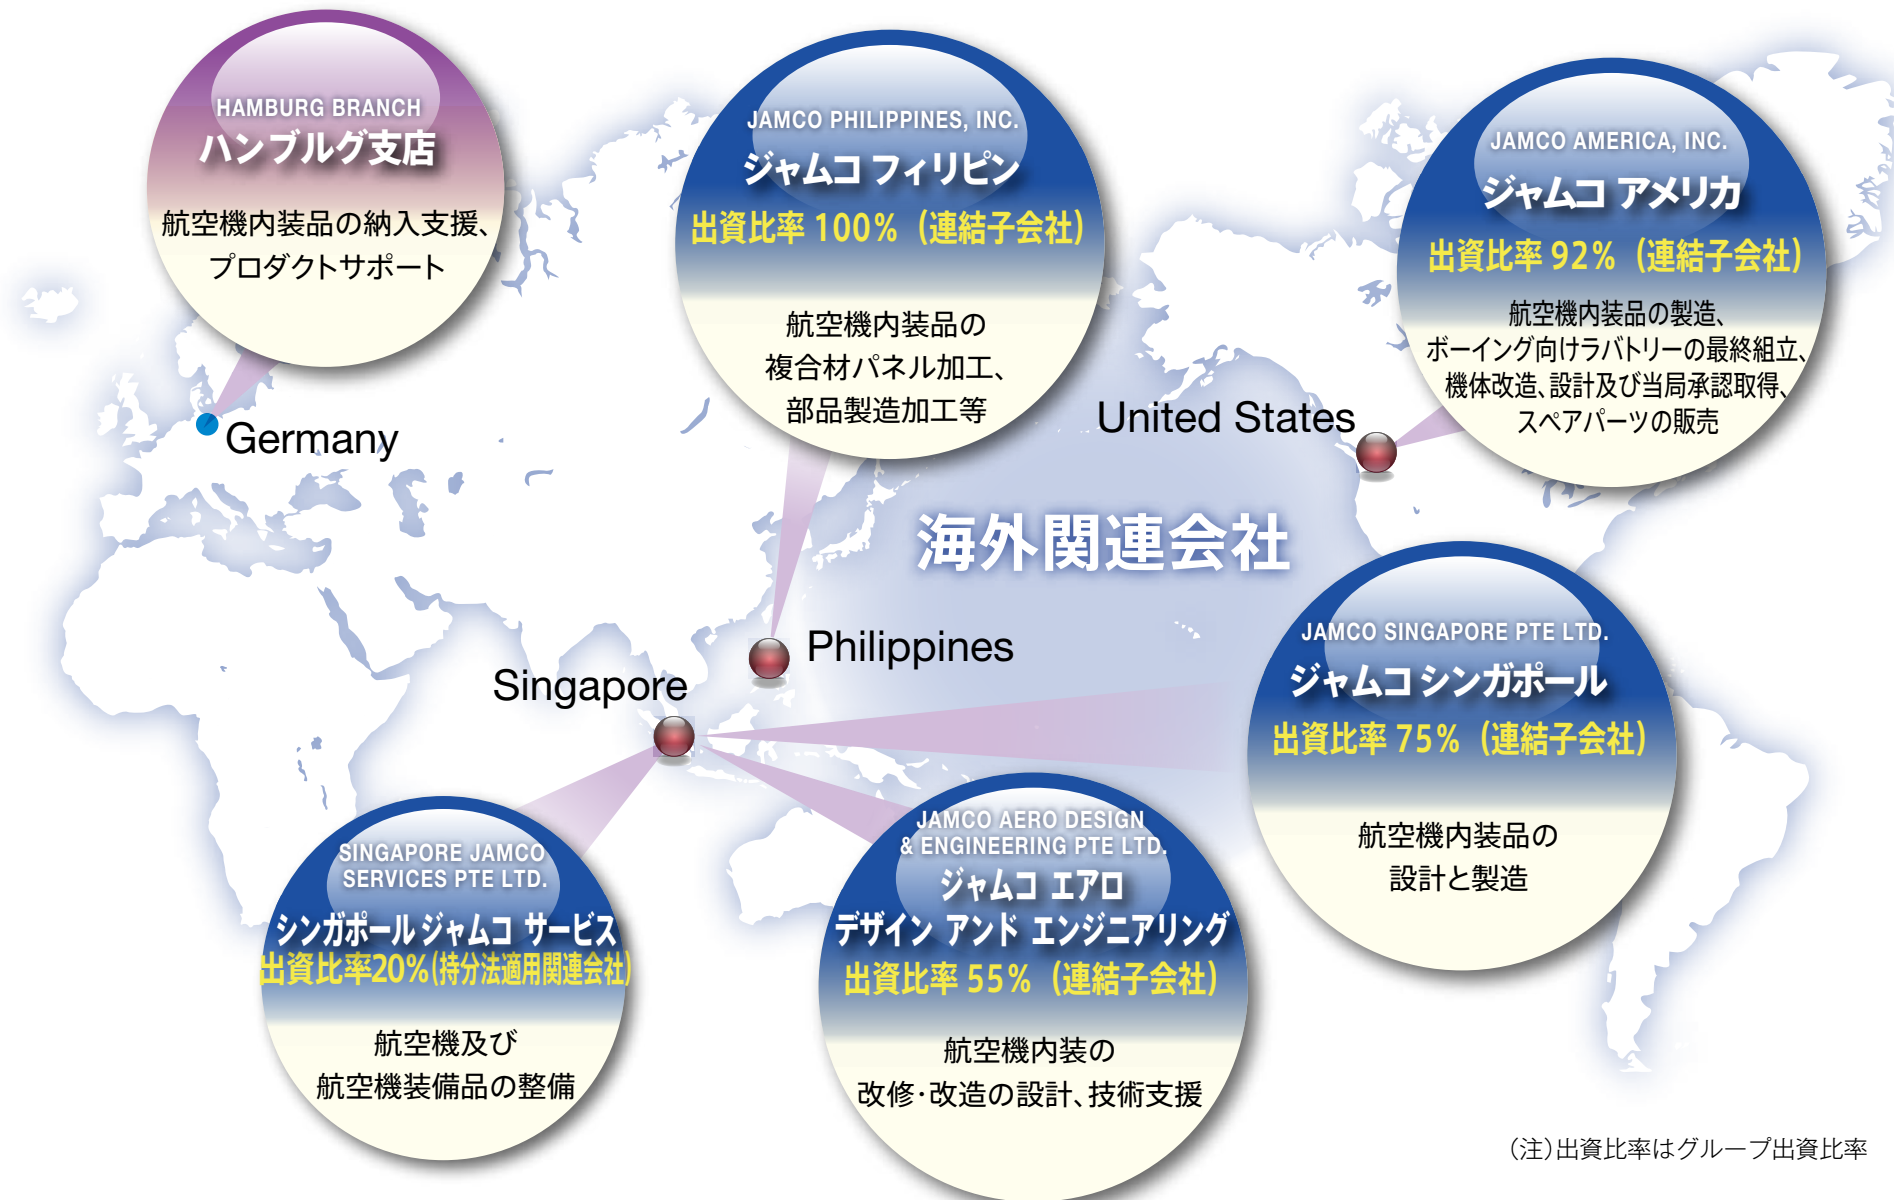 HAMBURG BRANCH
ハンブルグ支店
航空機内装品の納入支援、
プロダクトサポート
Germany
JAMCO PHILIPPINES, INC.
ジャムコ フィリピン
出資比率 100%（連結子会社）
航空機内装品の
複合材パネル加工、
部品製造加工等
JAMCO AMERICA, INC.
ジャムコ アメリカ
出資比率 92%（連結子会社）
航空機内装品の製造、
ボーイング向けラバトリーの最終組立、
機体改造、設計及び当局承認取得、
スペアパーツの販売
United States
海外関連会社
Philippines
Singapore
JAMCO SINGAPORE PTE LTD.
ジャムコ シンガポール
出資比率 75%（連結子会社）
航空機内装品の
設計と製造
SINGAPORE JAMCO
SERVICES PTE LTD.
シンガポール ジャムコ サービス
出資比率20%(持分法適用関連会社)
航空機及び
航空機装備品の整備
JAMCO AERO DESIGN
& ENGINEERING PTE LTD.
ジャムコ エアロ
デザイン アンド エンジニアリング
出資比率 55%（連結子会社）
航空機内装の
改修・改造の設計、技術支援
（注）出資比率はグループ出資比率